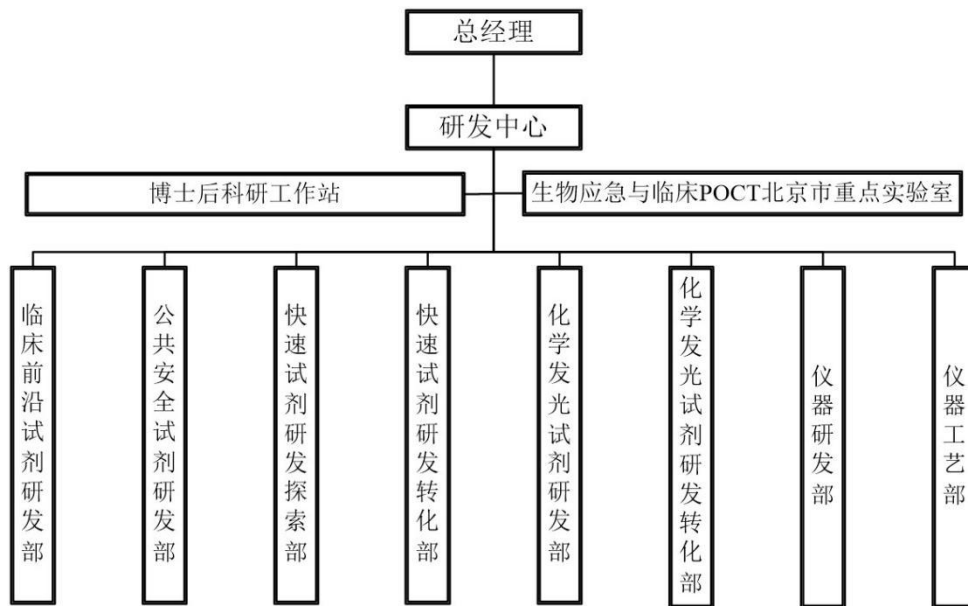 总经理
研发中心
博士后科研工作站
生物应急与临床POCT北京市重点实验室
临床前沿试剂研发部
公共安全试剂研发部
快速试剂研发探索部
快速试剂研发转化部
化学发光试剂研发部
化学发光试剂研发转化部
仪器研发部
仪器工艺部